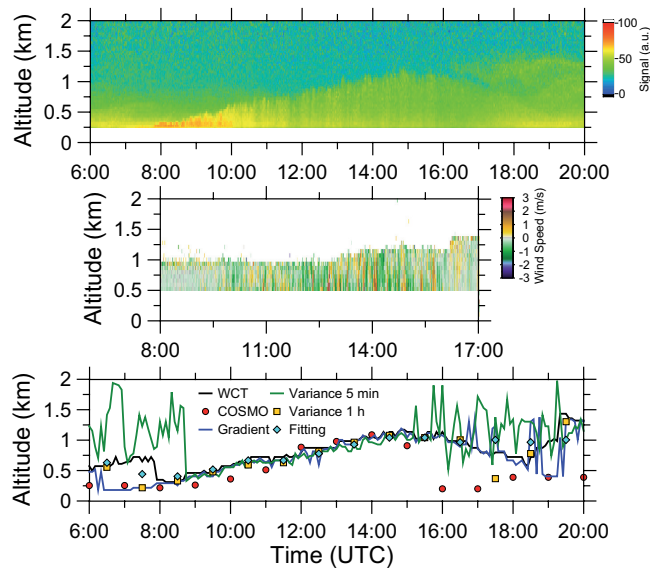 Altitude (km)
2
1.5
1
0.5
0
6:00 8:00 10:00 12:00 14:00 16:00 18:00 20:00
100
50
0
Signal (a.u.)
Altitude (km)
2
1.5
1
0.5
0
8:00 11:00 14:00 17:00
3
2
1
0
-1
-2
-3
Wind Speed (m/s)
Altitude (km)
2
1.5
1
0.5
0
WCT Variance 5 min
COSMO Variance 1 h
Gradient Fitting
6:00 8:00 10:00 12:00 14:00 16:00 18:00 20:00
Time (UTC)